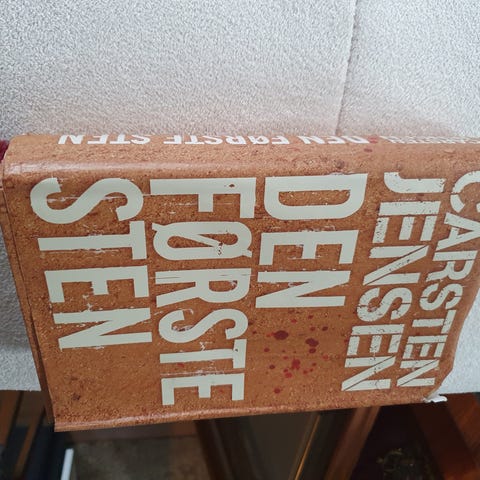 CARSTEN
JENSEN
DEN
FØRSTE
STEN
DEN FØRSTE STEN